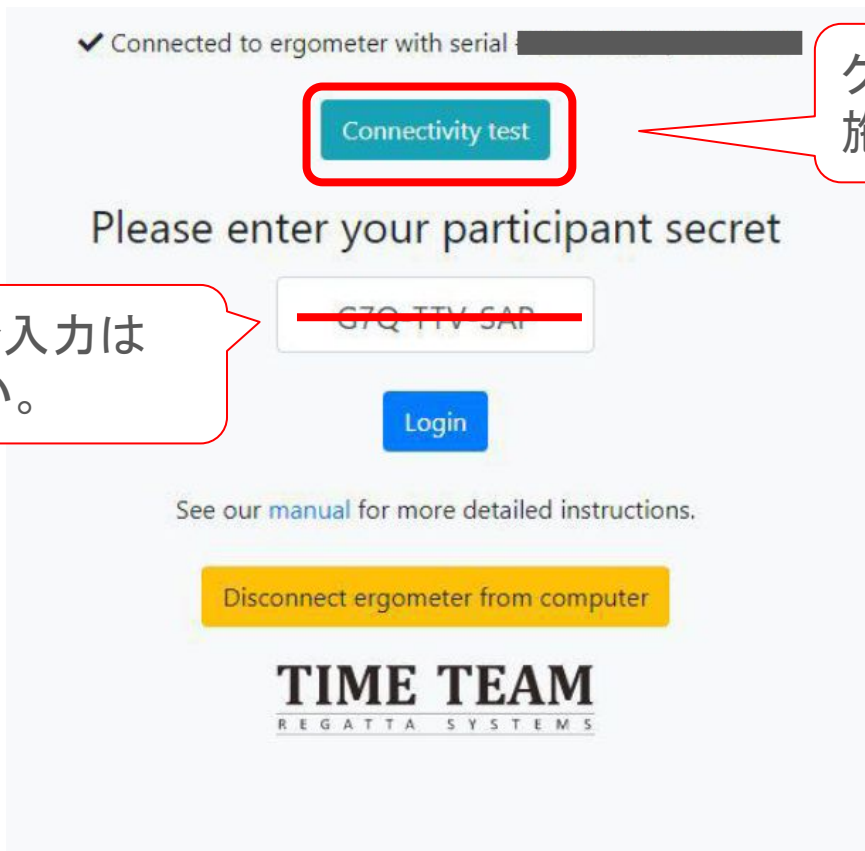 ✔ Connected to ergometer with serial
Connectivity test
Please enter your participant secret
G7Q-TTV-SAP
入力は
い。
Login
See our manual for more detailed instructions.
Disconnect ergometer from computer
TIME TEAM
REGATTA SYSTEMS